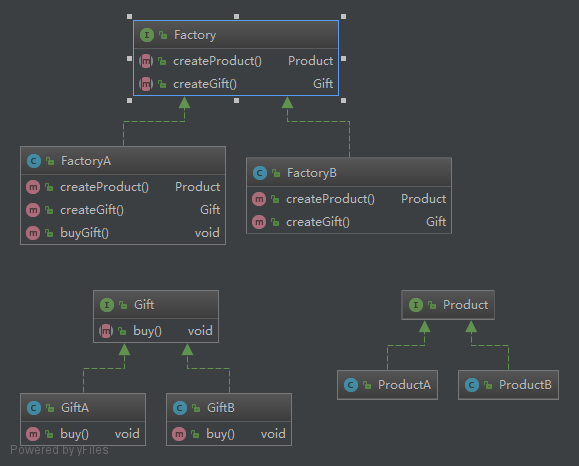 I Factory
m createProduct() Product
m createGift() Gift
C FactoryA
m createProduct() Product
m createGift() Gift
m buyGift() void
C FactoryB
m createProduct() Product
m createGift() Gift
I Gift
m buy() void
I Product
C GiftA
m buy() void
C GiftB
m buy() void
C ProductA
C ProductB
Powered by yFiles